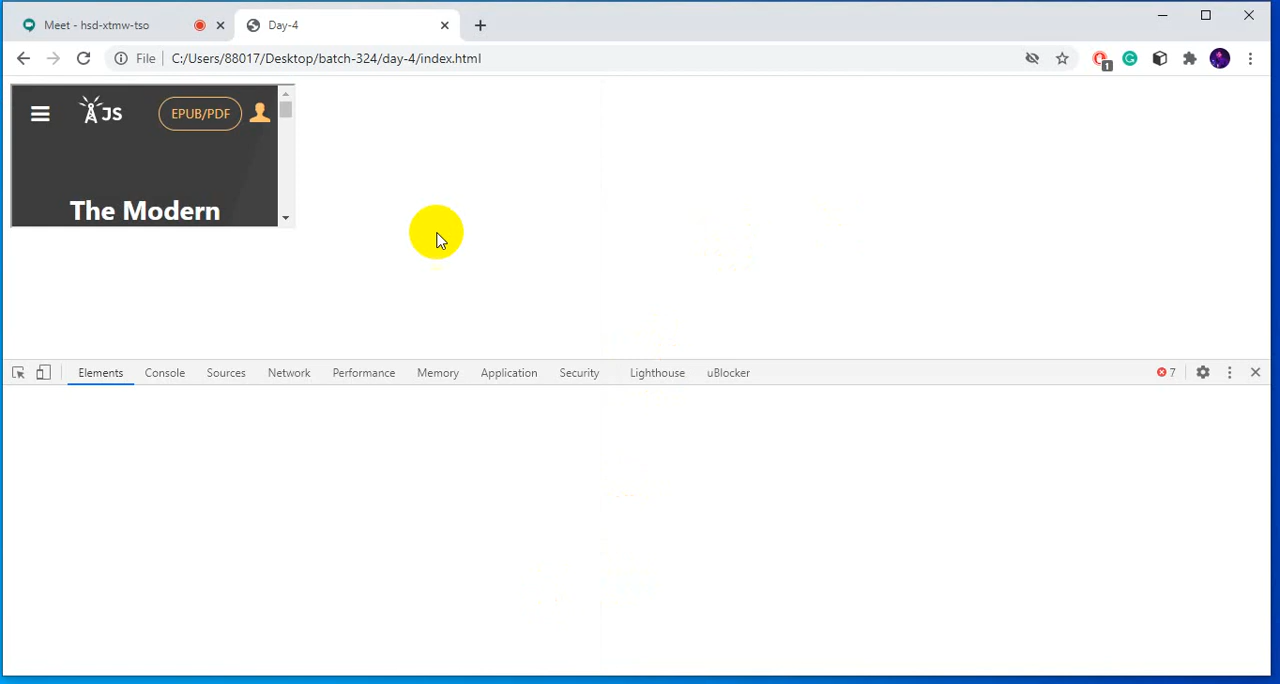 Meet - hsd-xtmw-tso
Day-4
File C:/Users/88017/Desktop/batch-324/day-4/index.html
1
JS EPUB/PDF
The Modern
Elements Console Sources Network Performance Memory Application Security Lighthouse uBlocker 7